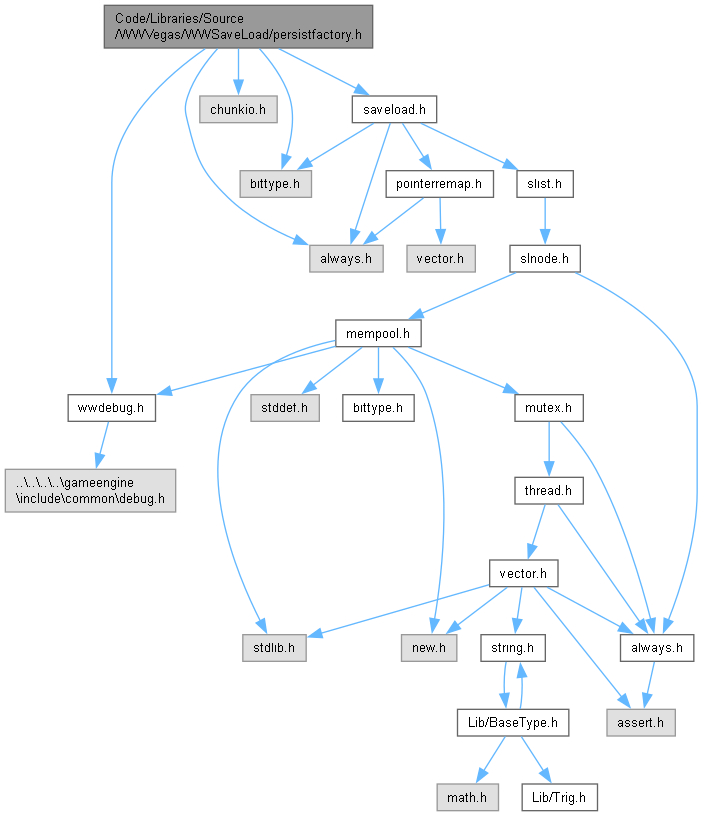 Code/Libraries/Source
/WWVegas/WWSaveLoad/persistfactory.h
chunkio.h
saveload.h
bittype.h
pointerremap.h
slist.h
always.h
vector.h
slnode.h
mempool.h
wwdebug.h
stddef.h
bittype.h
mutex.h
..\..\..\..\gameengine
\include\common\debug.h
thread.h
vector.h
stdlib.h
new.h
string.h
always.h
Lib/BaseType.h
assert.h
math.h
Lib/Trig.h